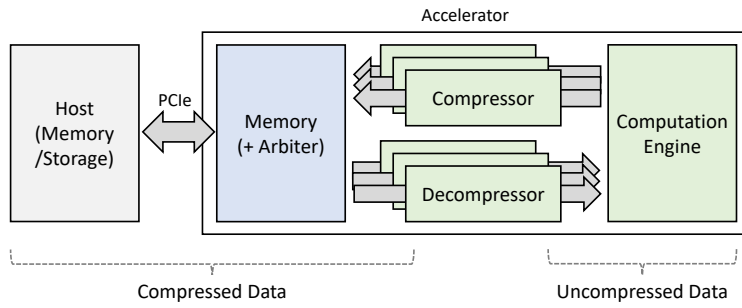 Accelerator
Host
(Memory
/Storage)
PCIe
Memory
(+ Arbiter)
Compressor
Decompressor
Computation
Engine
Compressed Data
Uncompressed Data